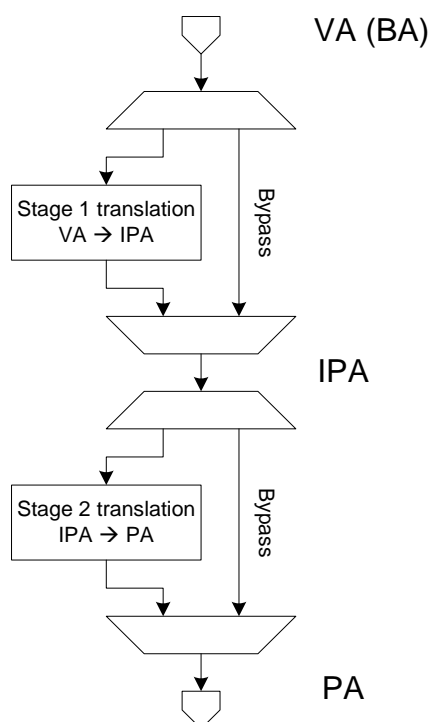 VA (BA)
Stage 1 translation
VA → IPA
Bypass
IPA
Stage 2 translation
IPA → PA
Bypass
PA